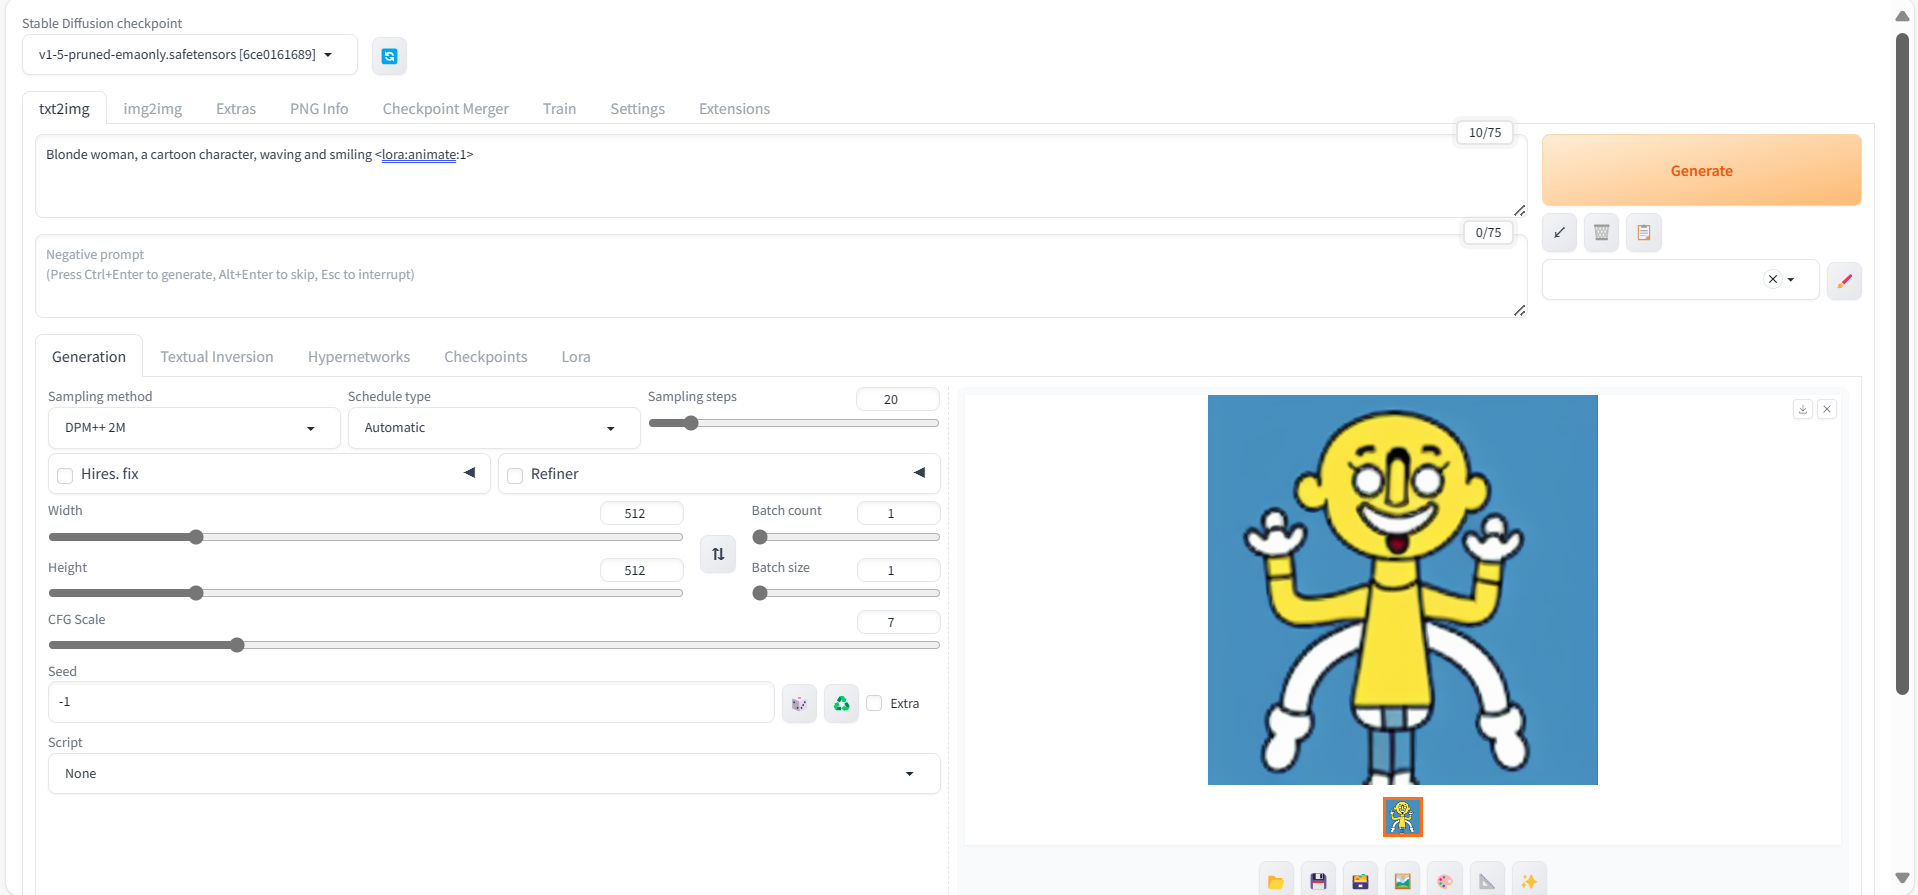 Stable Diffusion checkpoint
v1-5-pruned-emaonly.safetensors [6ce0161689]
txt2img img2img Extras PNG Info Checkpoint Merger Train Settings Extensions
10/75
Blonde woman, a cartoon character, waving and smiling <lora:animate:1>
Generate
0/75
Negative prompt
(Press Ctrl+Enter to generate, Alt+Enter to skip, Esc to interrupt)
Generation Textual Inversion Hypernetworks Checkpoints Lora
Sampling method Schedule type Sampling steps 20
DPM++ 2M Automatic
Hires. fix Refiner
Width 512 Batch count 1
Height 512 Batch size 1
CFG Scale 7
Seed
-1 Extra
Script
None